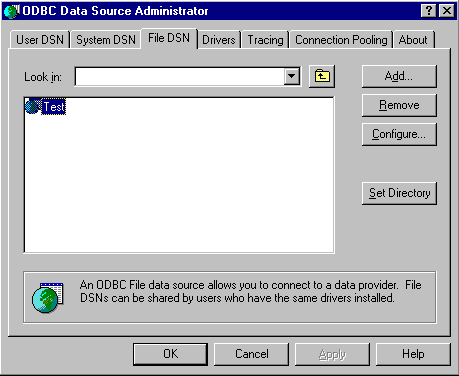 ODBC Data Source Administrator
User DSN System DSN File DSN Drivers Tracing Connection Pooling About
Look in:
Add...
Test
Remove
Configure...
Set Directory
An ODBC File data source allows you to connect to a data provider. File
DSNs can be shared by users who have the same drivers installed.
OK Cancel Apply Help